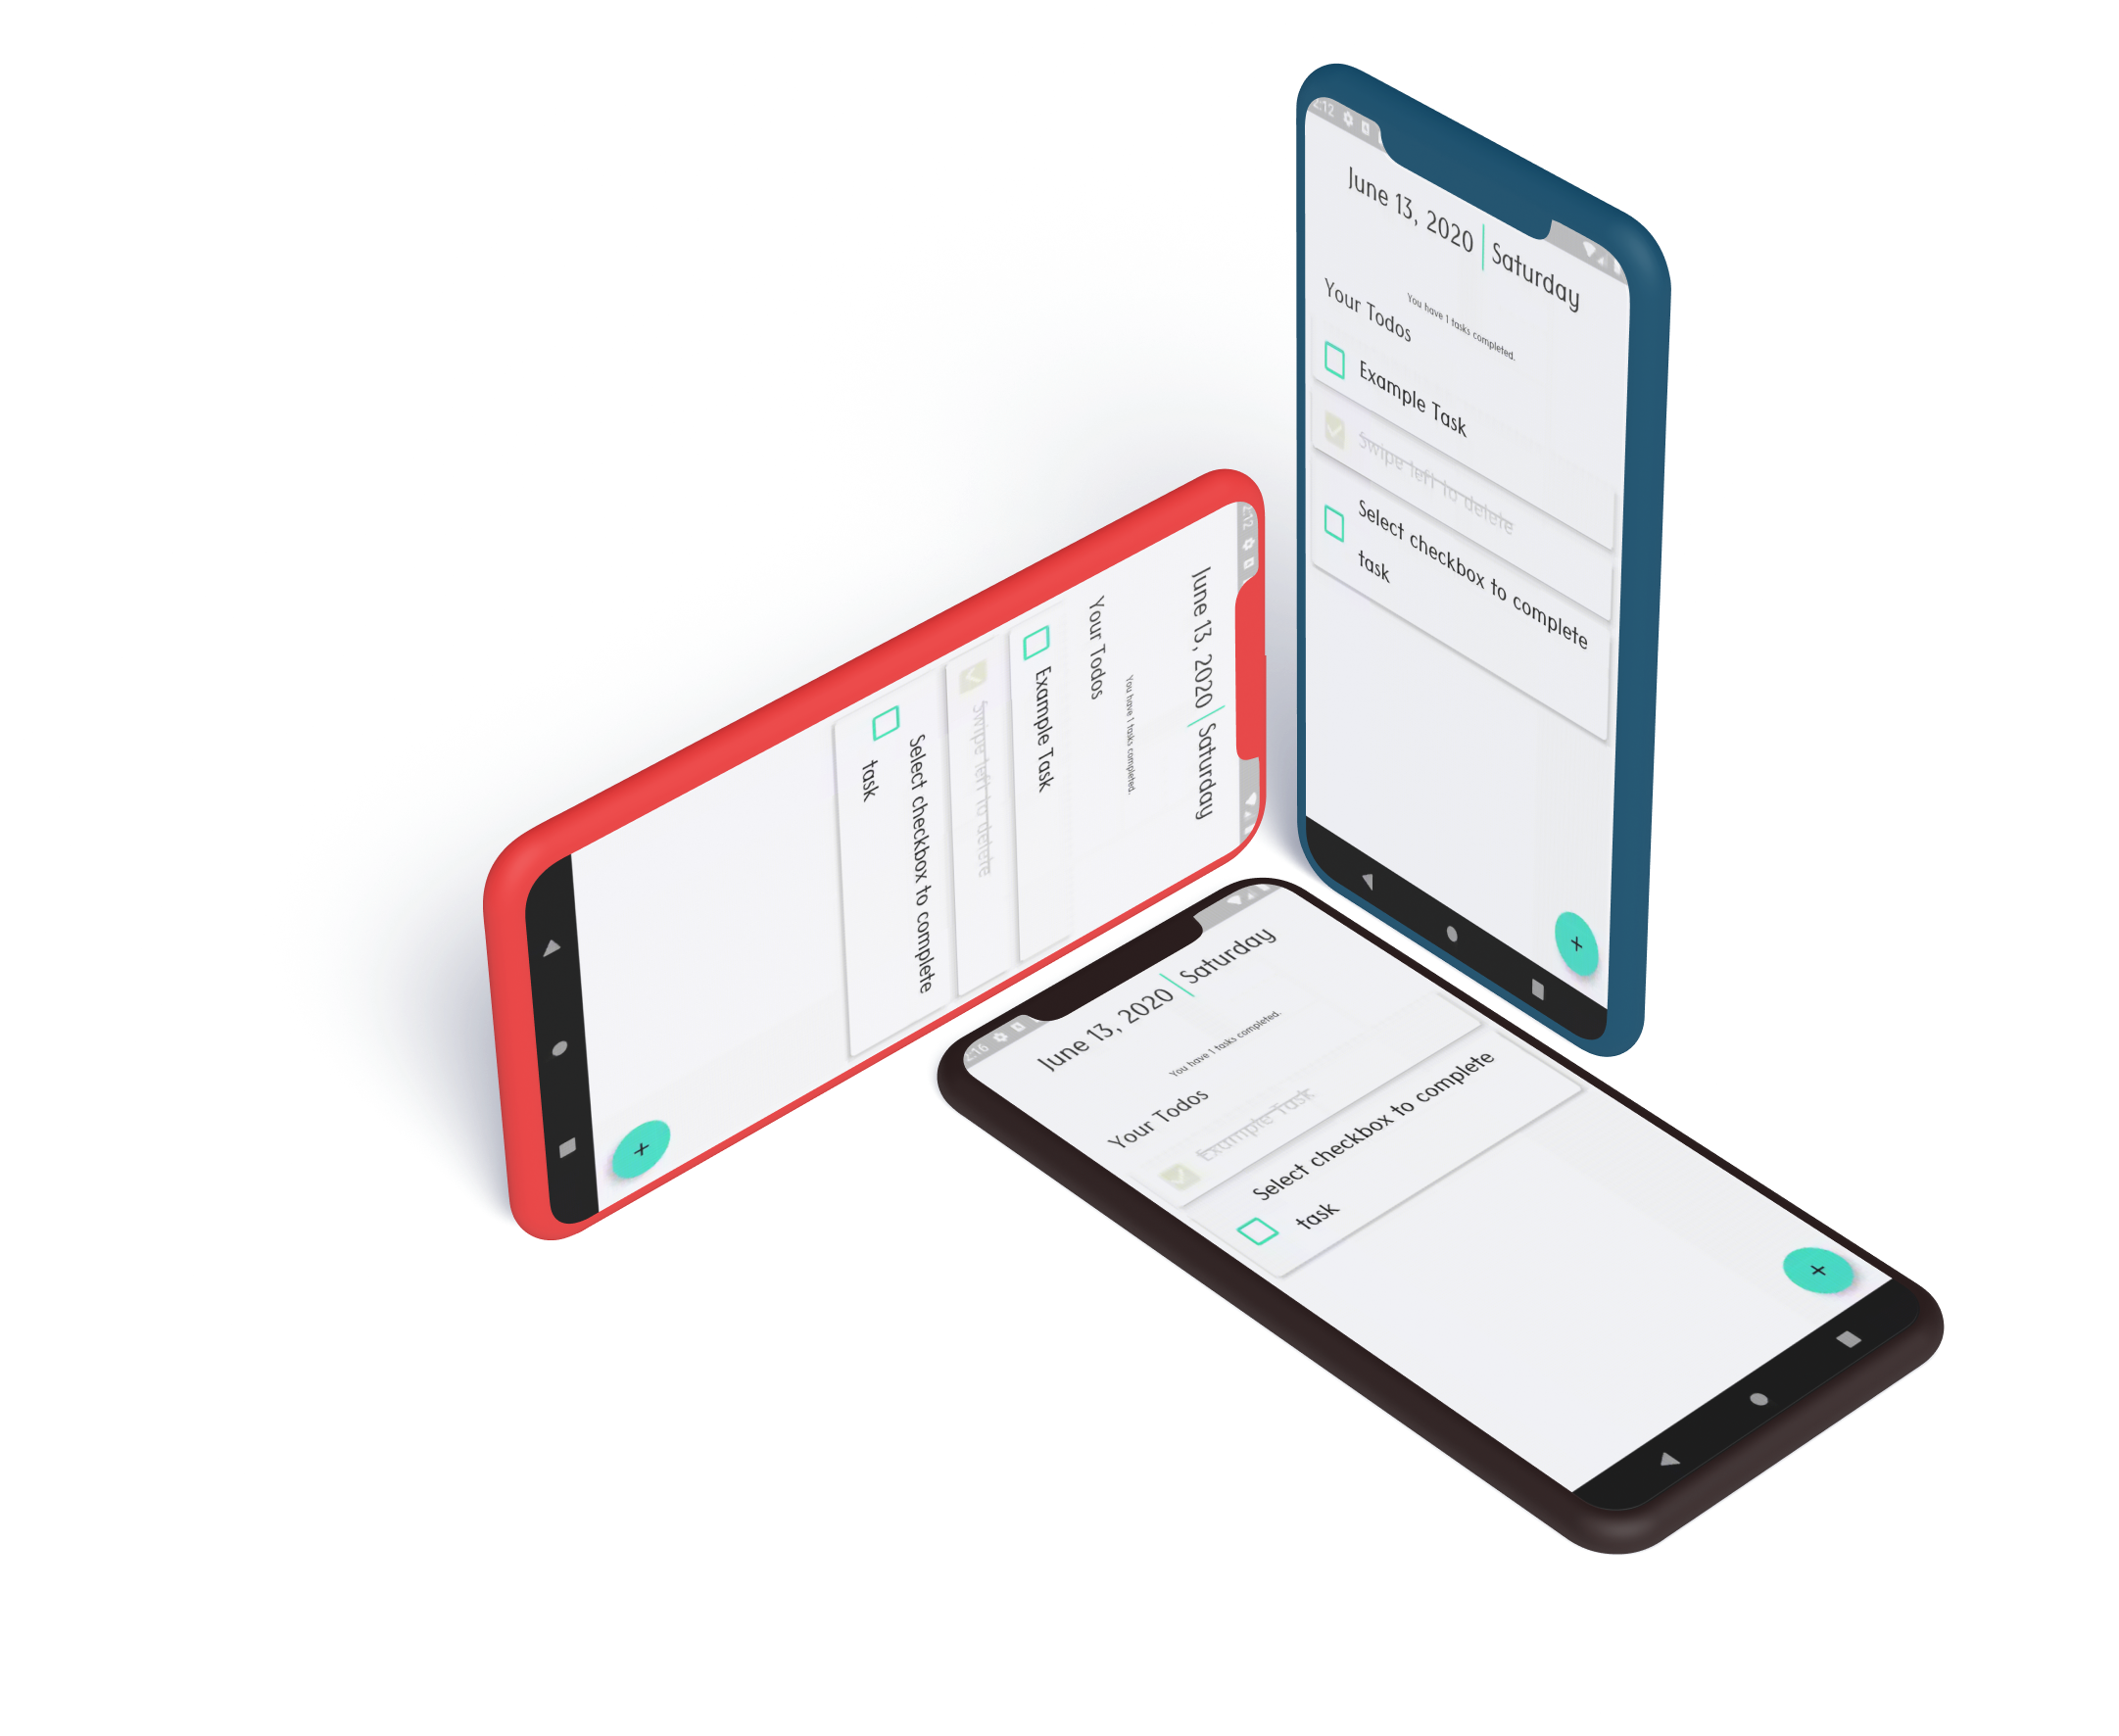 2:12
June 13, 2020 | Saturday
You have 1 tasks completed.
Your Todos
Example Task
Swipe left to delete
Select checkbox to complete
task
+
2:12
June 13, 2020 | Saturday
You have 1 tasks completed.
Your Todos
Example Task
Swipe left to delete
Select checkbox to complete
task
+
2:16
June 13, 2020 | Saturday
You have 1 tasks completed.
Your Todos
Example Task
Select checkbox to complete
task
+